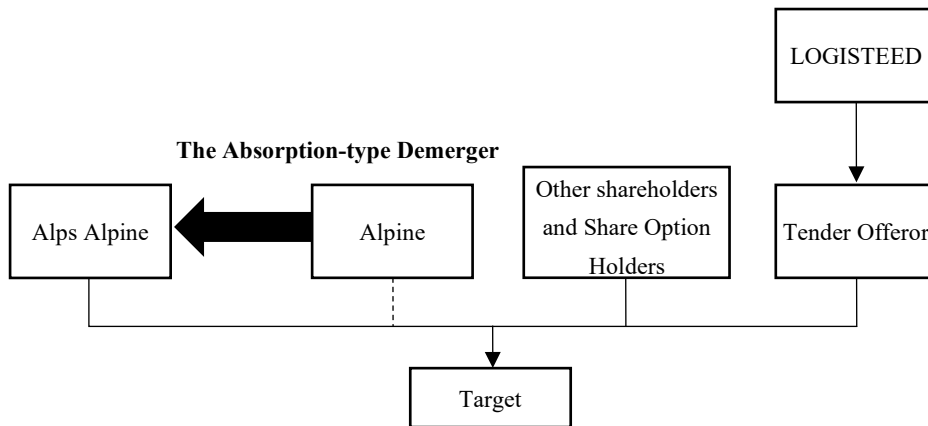 LOGISTEED
The Absorption-type Demerger
Alps Alpine
Alpine
Other shareholders
and Share Option
Holders
Tender Offeror
Target